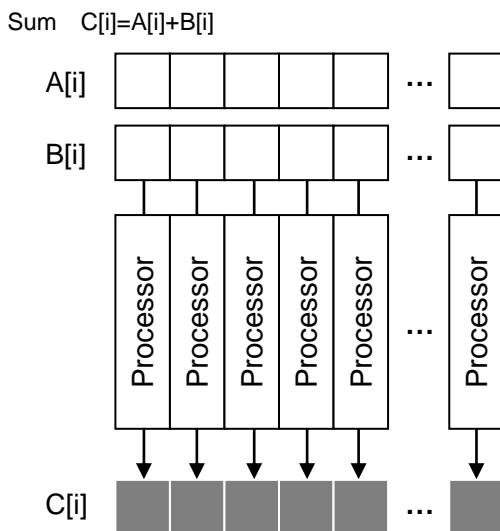 Sum C[i]=A[i]+B[i]
A[i] ...
B[i] ...
Processor Processor Processor Processor Processor ... Processor
C[i] ...